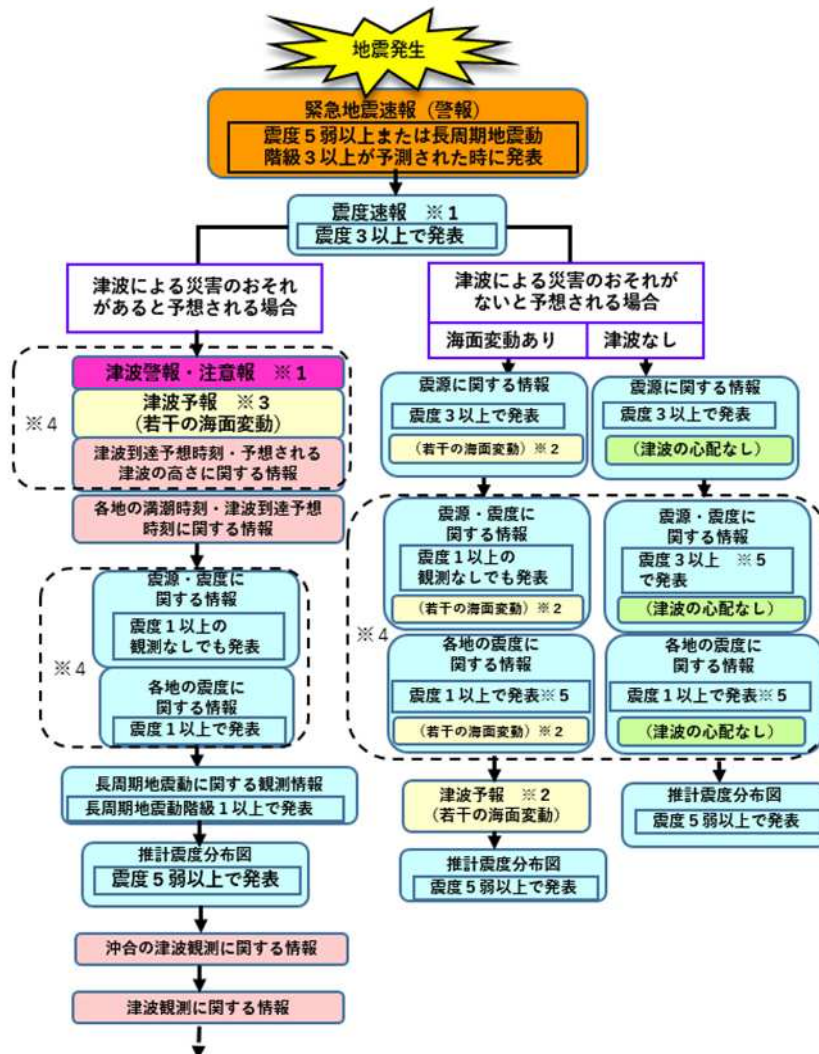 地震発生
緊急地震速報（警報）
震度５弱以上または長周期地震動
階級３以上が予測された時に発表
震度速報　※１
震度３以上で発表
津波による災害のおそれ
があると予想される場合
津波による災害のおそれが
ないと予想される場合
海面変動あり
津波なし
※４
津波警報・注意報　※１
津波予報　※３
（若干の海面変動）
津波到達予想時刻・予想される
津波の高さに関する情報
各地の満潮時刻・津波到達予想
時刻に関する情報
※４
震源・震度に
関する情報
震度１以上の
観測なしでも発表
各地の震度に
関する情報
震度１以上で発表
長周期地震動に関する観測情報
長周期地震動階級１以上で発表
推計震度分布図
震度５弱以上で発表
沖合の津波観測に関する情報
津波観測に関する情報
震源に関する情報
震度３以上で発表
（若干の海面変動）※２
※４
震源・震度に
関する情報
震度１以上の
観測なしでも発表
（若干の海面変動）※２
各地の震度に
関する情報
震度１以上で発表※５
（若干の海面変動）※２
津波予報　※２
（若干の海面変動）
推計震度分布図
震度５弱以上で発表
震源に関する情報
震度３以上で発表
（津波の心配なし）
震源・震度に
関する情報
震度３以上　※５
で発表
（津波の心配なし）
各地の震度に
関する情報
震度１以上で発表※５
（津波の心配なし）
推計震度分布図
震度５弱以上で発表